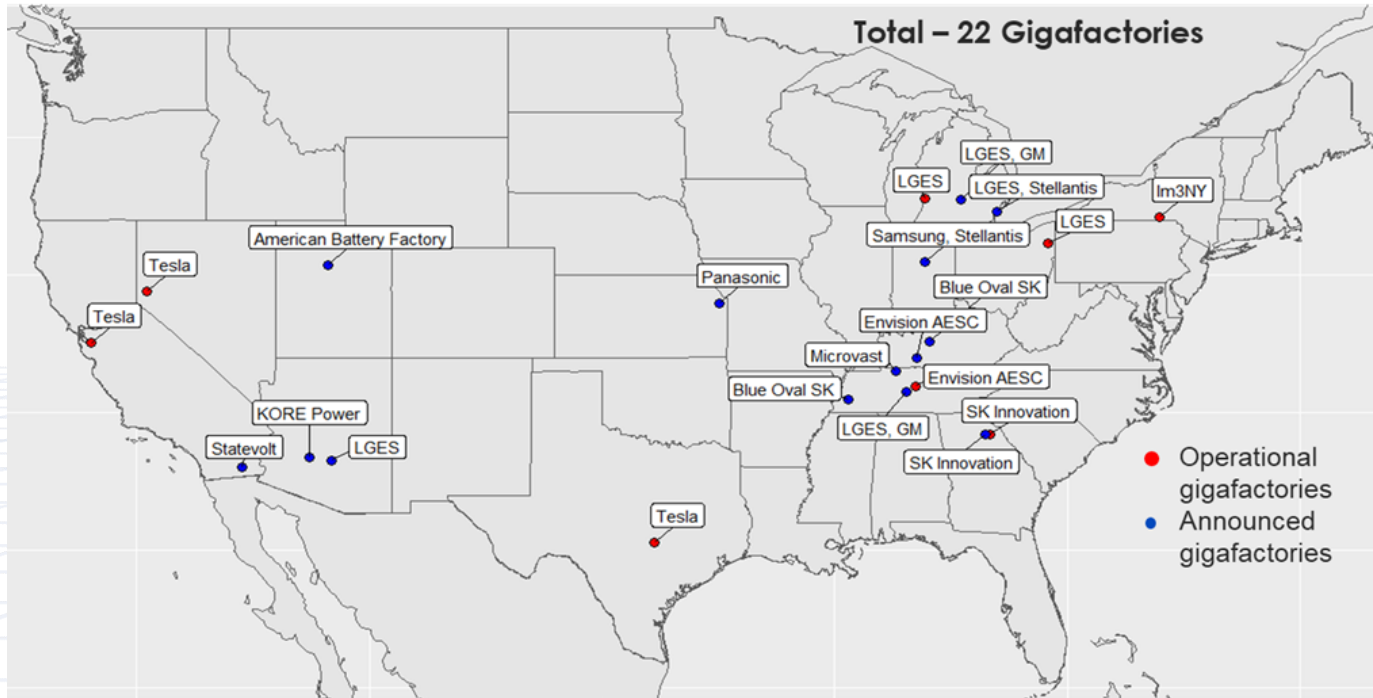 Total – 22 Gigafactories
LGES, GM
LGES
LGES, Stellantis
Im3NY
LGES
American Battery Factory
Samsung, Stellantis
Tesla
Panasonic
Blue Oval SK
Tesla
Envision AESC
Microvast
Envision AESC
Blue Oval SK
KORE Power
SK Innovation
LGES, GM
Statevolt
LGES
SK Innovation
Tesla
Operational
gigafactories
Announced
gigafactories